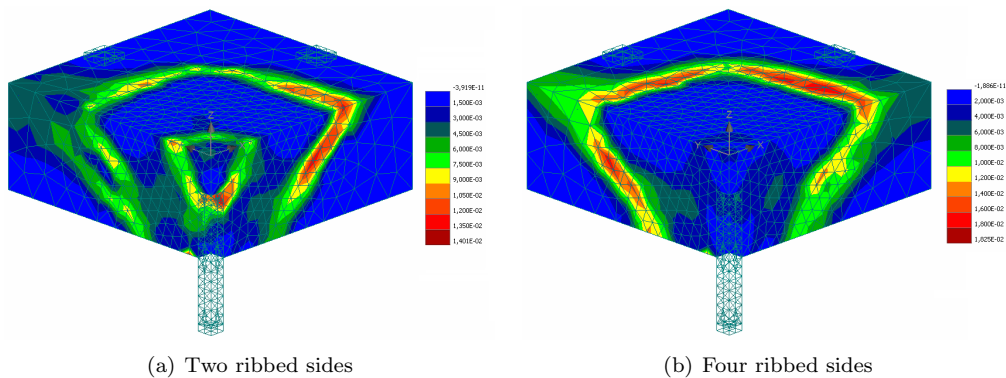 -3,919E-11
1,500E-03
3,000E-03
4,500E-03
6,000E-03
7,500E-03
9,000E-03
1,050E-02
1,200E-02
1,350E-02
1,401E-02
Z
(a) Two ribbed sides
-1,886E-11
2,000E-03
4,000E-03
6,000E-03
8,000E-03
1,000E-02
1,200E-02
1,400E-02
1,600E-02
1,800E-02
1,825E-02
Z
Y
X
(b) Four ribbed sides